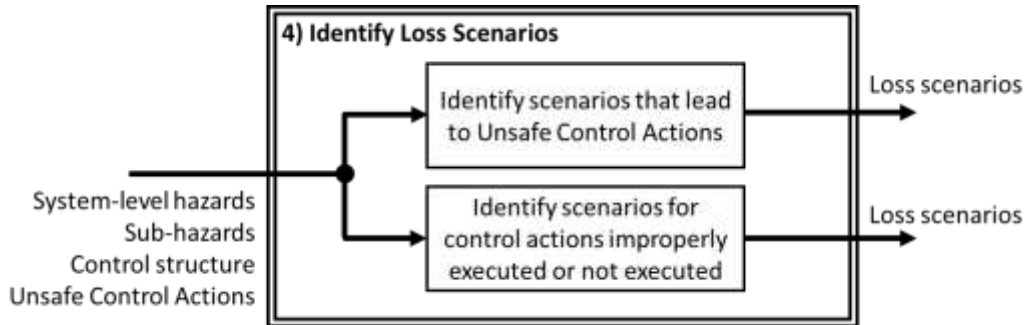 4) Identify Loss Scenarios
Identify scenarios that lead
to Unsafe Control Actions
Loss scenarios
System-level hazards
Sub-hazards
Control structure
Unsafe Control Actions
Identify scenarios for
control actions improperly
executed or not executed
Loss scenarios